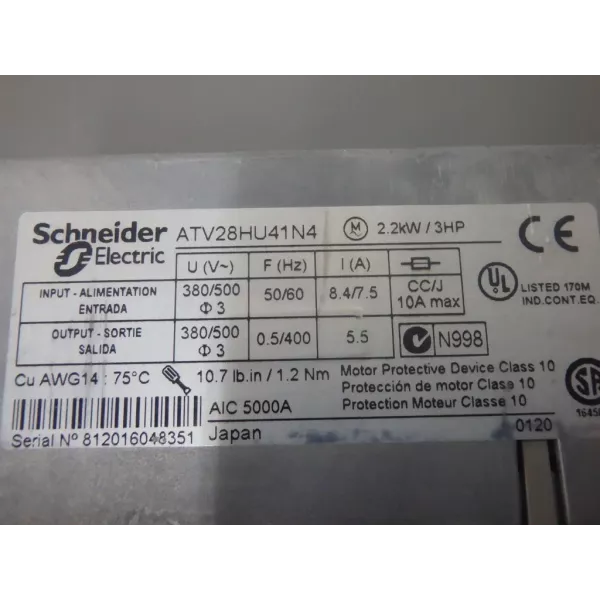 Schneider Electric
ATV28HU41N4 M 2.2kW / 3HP
CE
U (V~) F (Hz) I (A)
INPUT - ALIMENTATION ENTRADA 380/500 Φ 3 50/60 8.4/7.5 CC/J 10A max
OUTPUT - SORTIE SALIDA 380/500 Φ 3 0.5/400 5.5 N998
UL LISTED 170M
IND.CONT.EQ.
Cu AWG14 : 75°C 10.7 lb.in / 1.2 Nm
Motor Protective Device Class 10
Protección de motor Clase 10
Protection Moteur Classe 10
AIC 5000A
SA
Serial Nº 812016048351
Japan
0120